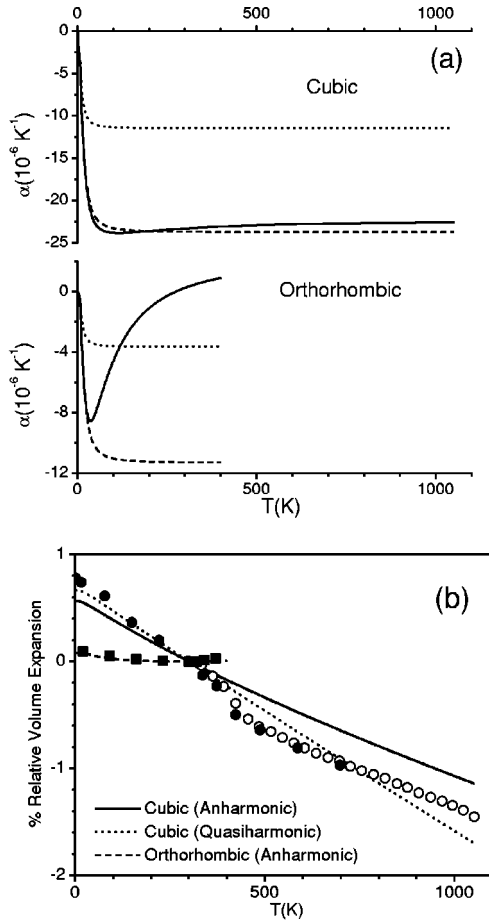 0 500 1000
(a)
Cubic
0
-5
-10
-15
-20
-25
α(10⁻⁶ K⁻¹)
Orthorhombic
0
-4
-8
-12
α(10⁻⁶ K⁻¹)
0 500 1000
T(K)
(b)
1
0
-1
-2
% Relative Volume Expansion
Cubic (Anharmonic)
Cubic (Quasiharmonic)
Orthorhombic (Anharmonic)
0 500 1000
T(K)